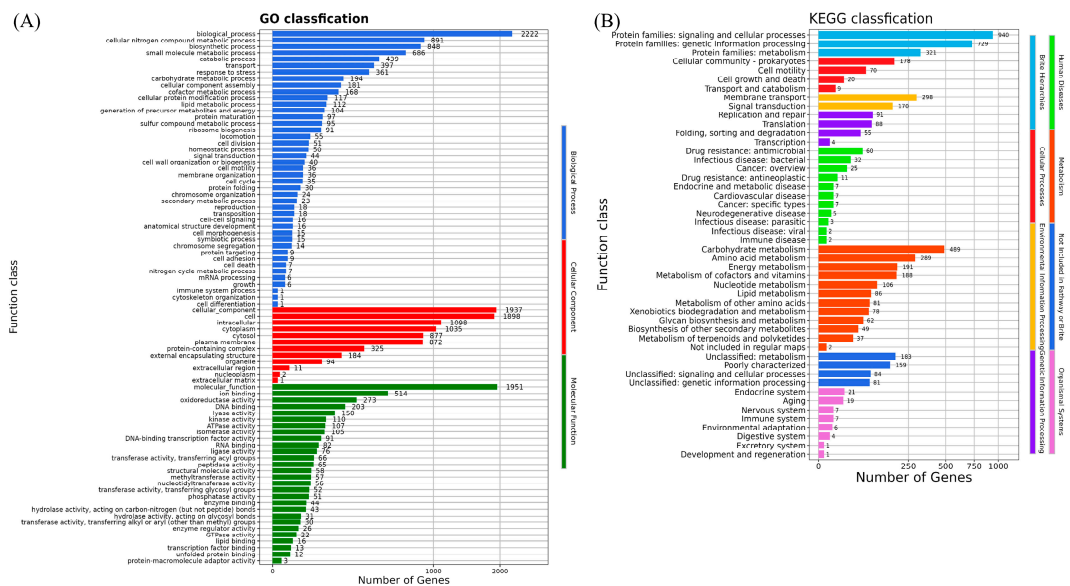 (A)
GO classfication
Function class
biological_process 2222
cellular nitrogen compound metabolic process 891
biosynthetic process 848
small molecule metabolic process 686
catabolic process 439
transport 397
response to stress 361
carbohydrate metabolic process 194
cellular component assembly 181
cofactor metabolic process 168
cellular protein modification process 117
lipid metabolic process 112
generation of precursor metabolites and energy 104
protein maturation 97
sulfur compound metabolic process 95
ribosome biogenesis 91
locomotion 55
cell division 51
homeostatic process 50
signal transduction 44
cell wall organization or biogenesis 40
cell motility 36
membrane organization 36
cell cycle 35
protein folding 30
chromosome organization 24
secondary metabolic process 23
reproduction 18
transposition 18
cell-cell signaling 16
anatomical structure development 16
cell morphogenesis 15
symbiotic process 15
chromosome segregation 14
protein targeting 9
cell adhesion 9
cell death 7
nitrogen cycle metabolic process 7
mRNA processing 6
growth 6
immune system process 1
cytoskeleton organization 1
cell differentiation 1
cellular_component 1937
cell 1898
intracellular 1098
cytoplasm 1035
cytosol 877
plasma membrane 872
protein-containing complex 325
external encapsulating structure 184
organelle 94
extracellular region 11
nucleoplasm 2
extracellular matrix 1
molecular_function 1951
ion binding 514
oxidoreductase activity 273
DNA binding 203
lyase activity 150
kinase activity 110
ATPase activity 107
isomerase activity 105
DNA-binding transcription factor activity 91
RNA binding 82
ligase activity 76
transferase activity, transferring acyl groups 66
peptidase activity 65
structural molecule activity 58
methyltransferase activity 57
nucleotidyltransferase activity 56
transferase activity, transferring glycosyl groups 52
phosphatase activity 51
enzyme binding 44
hydrolase activity, acting on carbon-nitrogen (but not peptide) bonds 43
hydrolase activity, acting on glycosyl bonds 31
transferase activity, transferring alkyl or aryl (other than methyl) groups 30
enzyme regulator activity 26
GTPase activity 22
lipid binding 16
transcription factor binding 13
unfolded protein binding 12
protein-macromolecule adaptor activity 3
0 1000 2000
Number of Genes
Biological Process
Cellular Component
Molecular Function
(B)
KEGG classfication
Function class
Protein families: signaling and cellular processes 940
Protein families: genetic information processing 729
Protein families: metabolism 321
Cellular community - prokaryotes 178
Cell motility 70
Cell growth and death 20
Transport and catabolism 9
Membrane transport 298
Signal transduction 170
Replication and repair 91
Translation 88
Folding, sorting and degradation 55
Transcription 4
Drug resistance: antimicrobial 60
Infectious disease: bacterial 32
Cancer: overview 25
Drug resistance: antineoplastic 11
Endocrine and metabolic disease 7
Cardiovascular disease 7
Cancer: specific types 7
Neurodegenerative disease 5
Infectious disease: parasitic 3
Infectious disease: viral 2
Immune disease 2
Carbohydrate metabolism 489
Amino acid metabolism 289
Energy metabolism 191
Metabolism of cofactors and vitamins 188
Nucleotide metabolism 106
Lipid metabolism 86
Metabolism of other amino acids 81
Xenobiotics biodegradation and metabolism 78
Glycan biosynthesis and metabolism 62
Biosynthesis of other secondary metabolites 49
Metabolism of terpenoids and polyketides 37
Not included in regular maps 2
Unclassified: metabolism 183
Poorly characterized 159
Unclassified: signaling and cellular processes 84
Unclassified: genetic information processing 81
Endocrine system 21
Aging 19
Nervous system 7
Immune system 7
Environmental adaptation 6
Digestive system 4
Excretory system 1
Development and regeneration 1
0 250 500 750 1000
Number of Genes
Brite Hierarchies
Cellular Processes
Environmental Information Processing
Genetic Information Processing
Human Diseases
Metabolism
Not Included in Pathway or Brite
Organismal Systems